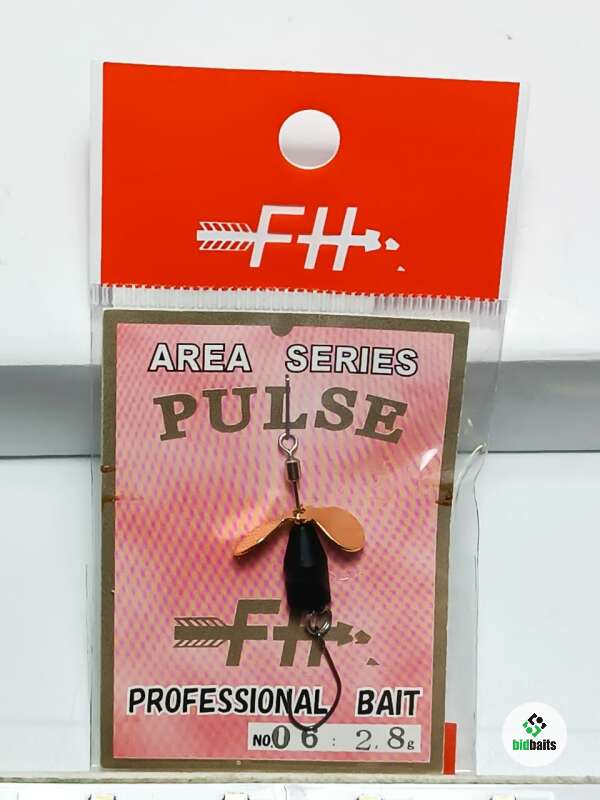 FH
AREA SERIES
PULSE
FH
PROFESSIONAL BAIT
NO. 06 : 2.8g
bidbaits